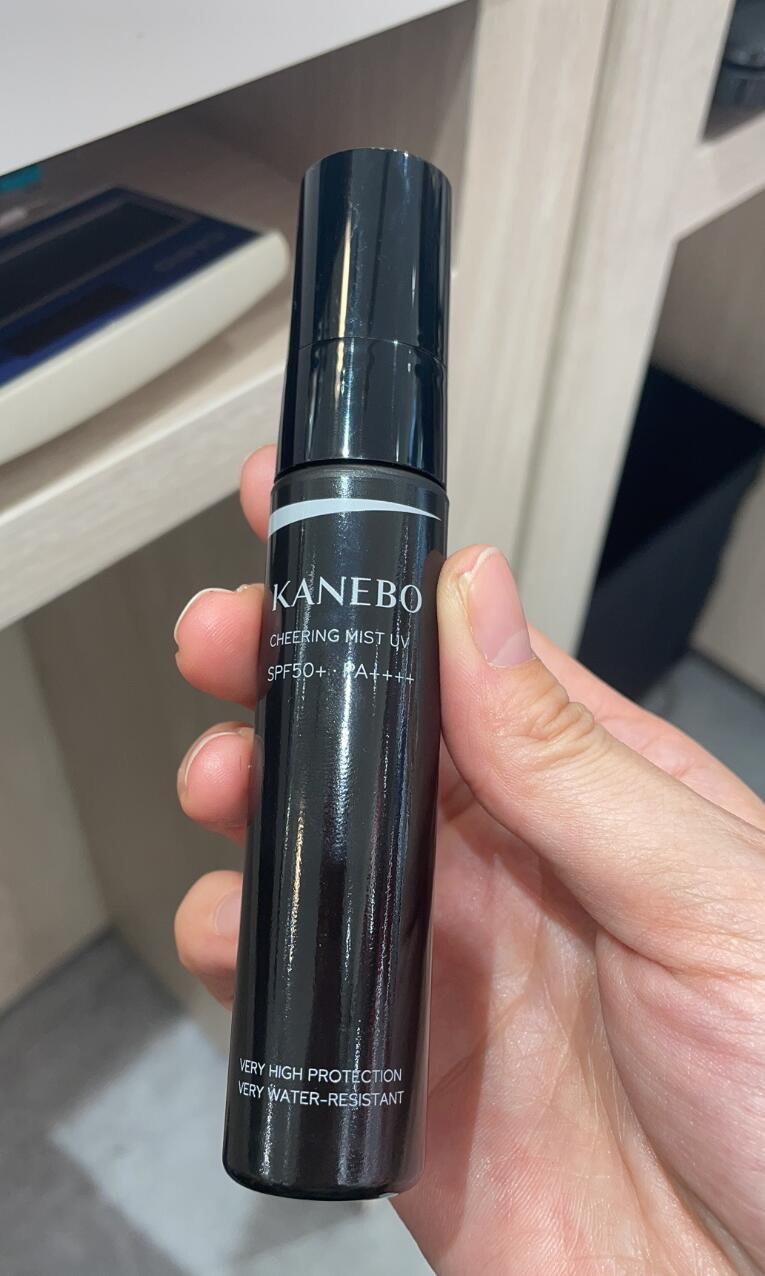 KANEBO
CHEERING MIST UV
SPF50+・PA++++
VERY HIGH PROTECTION
VERY WATER-RESISTANT